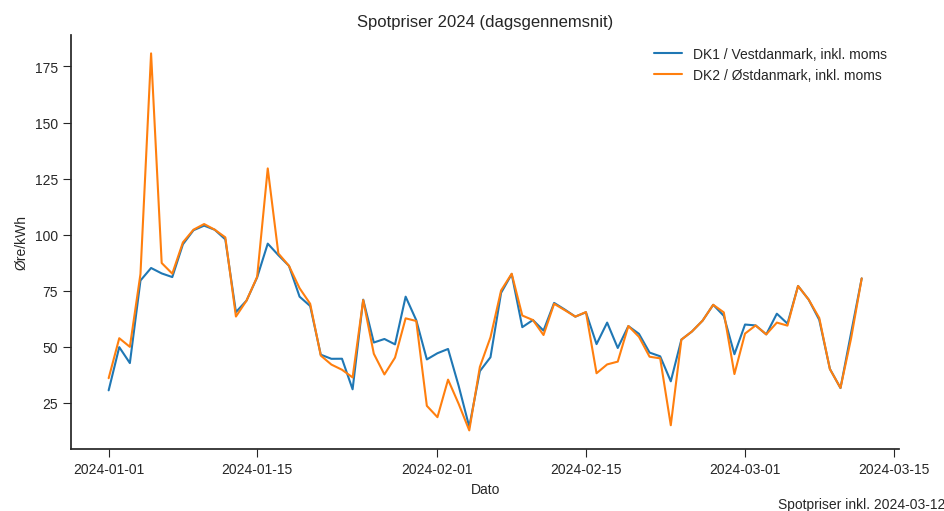 Spotpriser 2024 (dagsgennemsnit)
DK1 / Vestdanmark, inkl. moms
DK2 / Østdanmark, inkl. moms
Øre/kWh
175
150
125
100
75
50
25
2024-01-01
2024-01-15
2024-02-01
2024-02-15
2024-03-01
2024-03-15
Dato
Spotpriser inkl. 2024-03-12